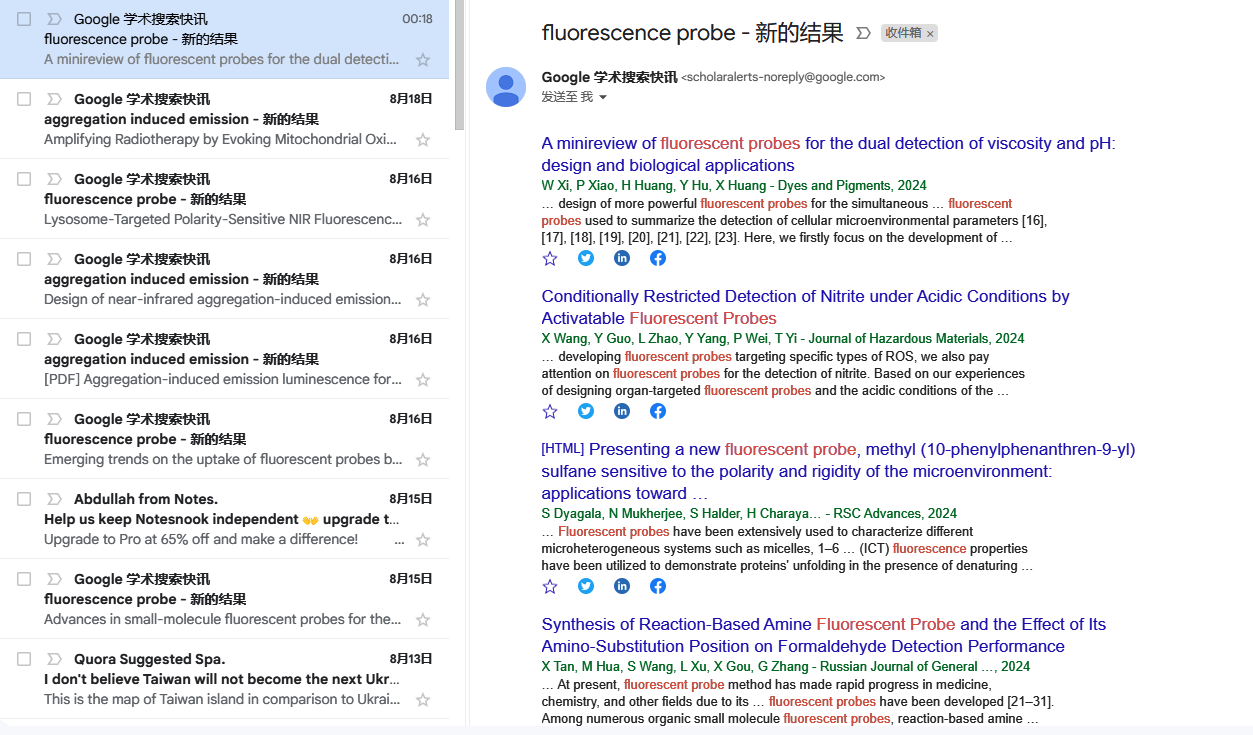 Google 学术搜索快讯
00:18
fluorescence probe - 新的结果
A minireview of fluorescent probes for the dual detecti...
Google 学术搜索快讯
8月18日
aggregation induced emission - 新的结果
Amplifying Radiotherapy by Evoking Mitochondrial Oxi...
Google 学术搜索快讯
8月16日
fluorescence probe - 新的结果
Lysosome-Targeted Polarity-Sensitive NIR Fluorescenc...
Google 学术搜索快讯
8月16日
aggregation induced emission - 新的结果
Design of near-infrared aggregation-induced emission...
Google 学术搜索快讯
8月16日
aggregation induced emission - 新的结果
[PDF] Aggregation-induced emission luminescence for...
Google 学术搜索快讯
8月16日
fluorescence probe - 新的结果
Emerging trends on the uptake of fluorescent probes b...
Abdullah from Notes.
8月15日
Help us keep Notesnook independent 👐 upgrade t...
Upgrade to Pro at 65% off and make a difference! ...
Google 学术搜索快讯
8月15日
fluorescence probe - 新的结果
Advances in small-molecule fluorescent probes for the...
Quora Suggested Spa.
8月13日
I don't believe Taiwan will not become the next Ukr...
This is the map of Taiwan island in comparison to Ukrai...
fluorescence probe - 新的结果
收件箱 ×
Google 学术搜索快讯 <scholaralerts-noreply@google.com>
发送至 我
A minireview of fluorescent probes for the dual detection of viscosity and pH:
design and biological applications
W Xi, P Xiao, H Huang, Y Hu, X Huang - Dyes and Pigments, 2024
… design of more powerful fluorescent probes for the simultaneous … fluorescent
probes used to summarize the detection of cellular microenvironmental parameters [16],
[17], [18], [19], [20], [21], [22], [23]. Here, we firstly focus on the development of …
Conditionally Restricted Detection of Nitrite under Acidic Conditions by
Activatable Fluorescent Probes
X Wang, Y Guo, L Zhao, Y Yang, P Wei, T Yi - Journal of Hazardous Materials, 2024
… developing fluorescent probes targeting specific types of ROS, we also pay
attention on fluorescent probes for the detection of nitrite. Based on our experiences
of designing organ-targeted fluorescent probes and the acidic conditions of the …
[HTML] Presenting a new fluorescent probe, methyl (10-phenylphenanthren-9-yl)
sulfane sensitive to the polarity and rigidity of the microenvironment:
applications toward …
S Dyagala, N Mukherjee, S Halder, H Charaya… - RSC Advances, 2024
… Fluorescent probes have been extensively used to characterize different
microheterogeneous systems such as micelles, 1–6 … (ICT) fluorescence properties
have been utilized to demonstrate proteins' unfolding in the presence of denaturing …
Synthesis of Reaction-Based Amine Fluorescent Probe and the Effect of Its
Amino-Substitution Position on Formaldehyde Detection Performance
X Tan, M Hua, S Wang, L Xu, X Gou, G Zhang - Russian Journal of General …, 2024
… At present, fluorescent probe method has made rapid progress in medicine,
chemistry, and other fields due to its … fluorescent probes have been developed [21–31].
Among numerous organic small molecule fluorescent probes, reaction-based amine …